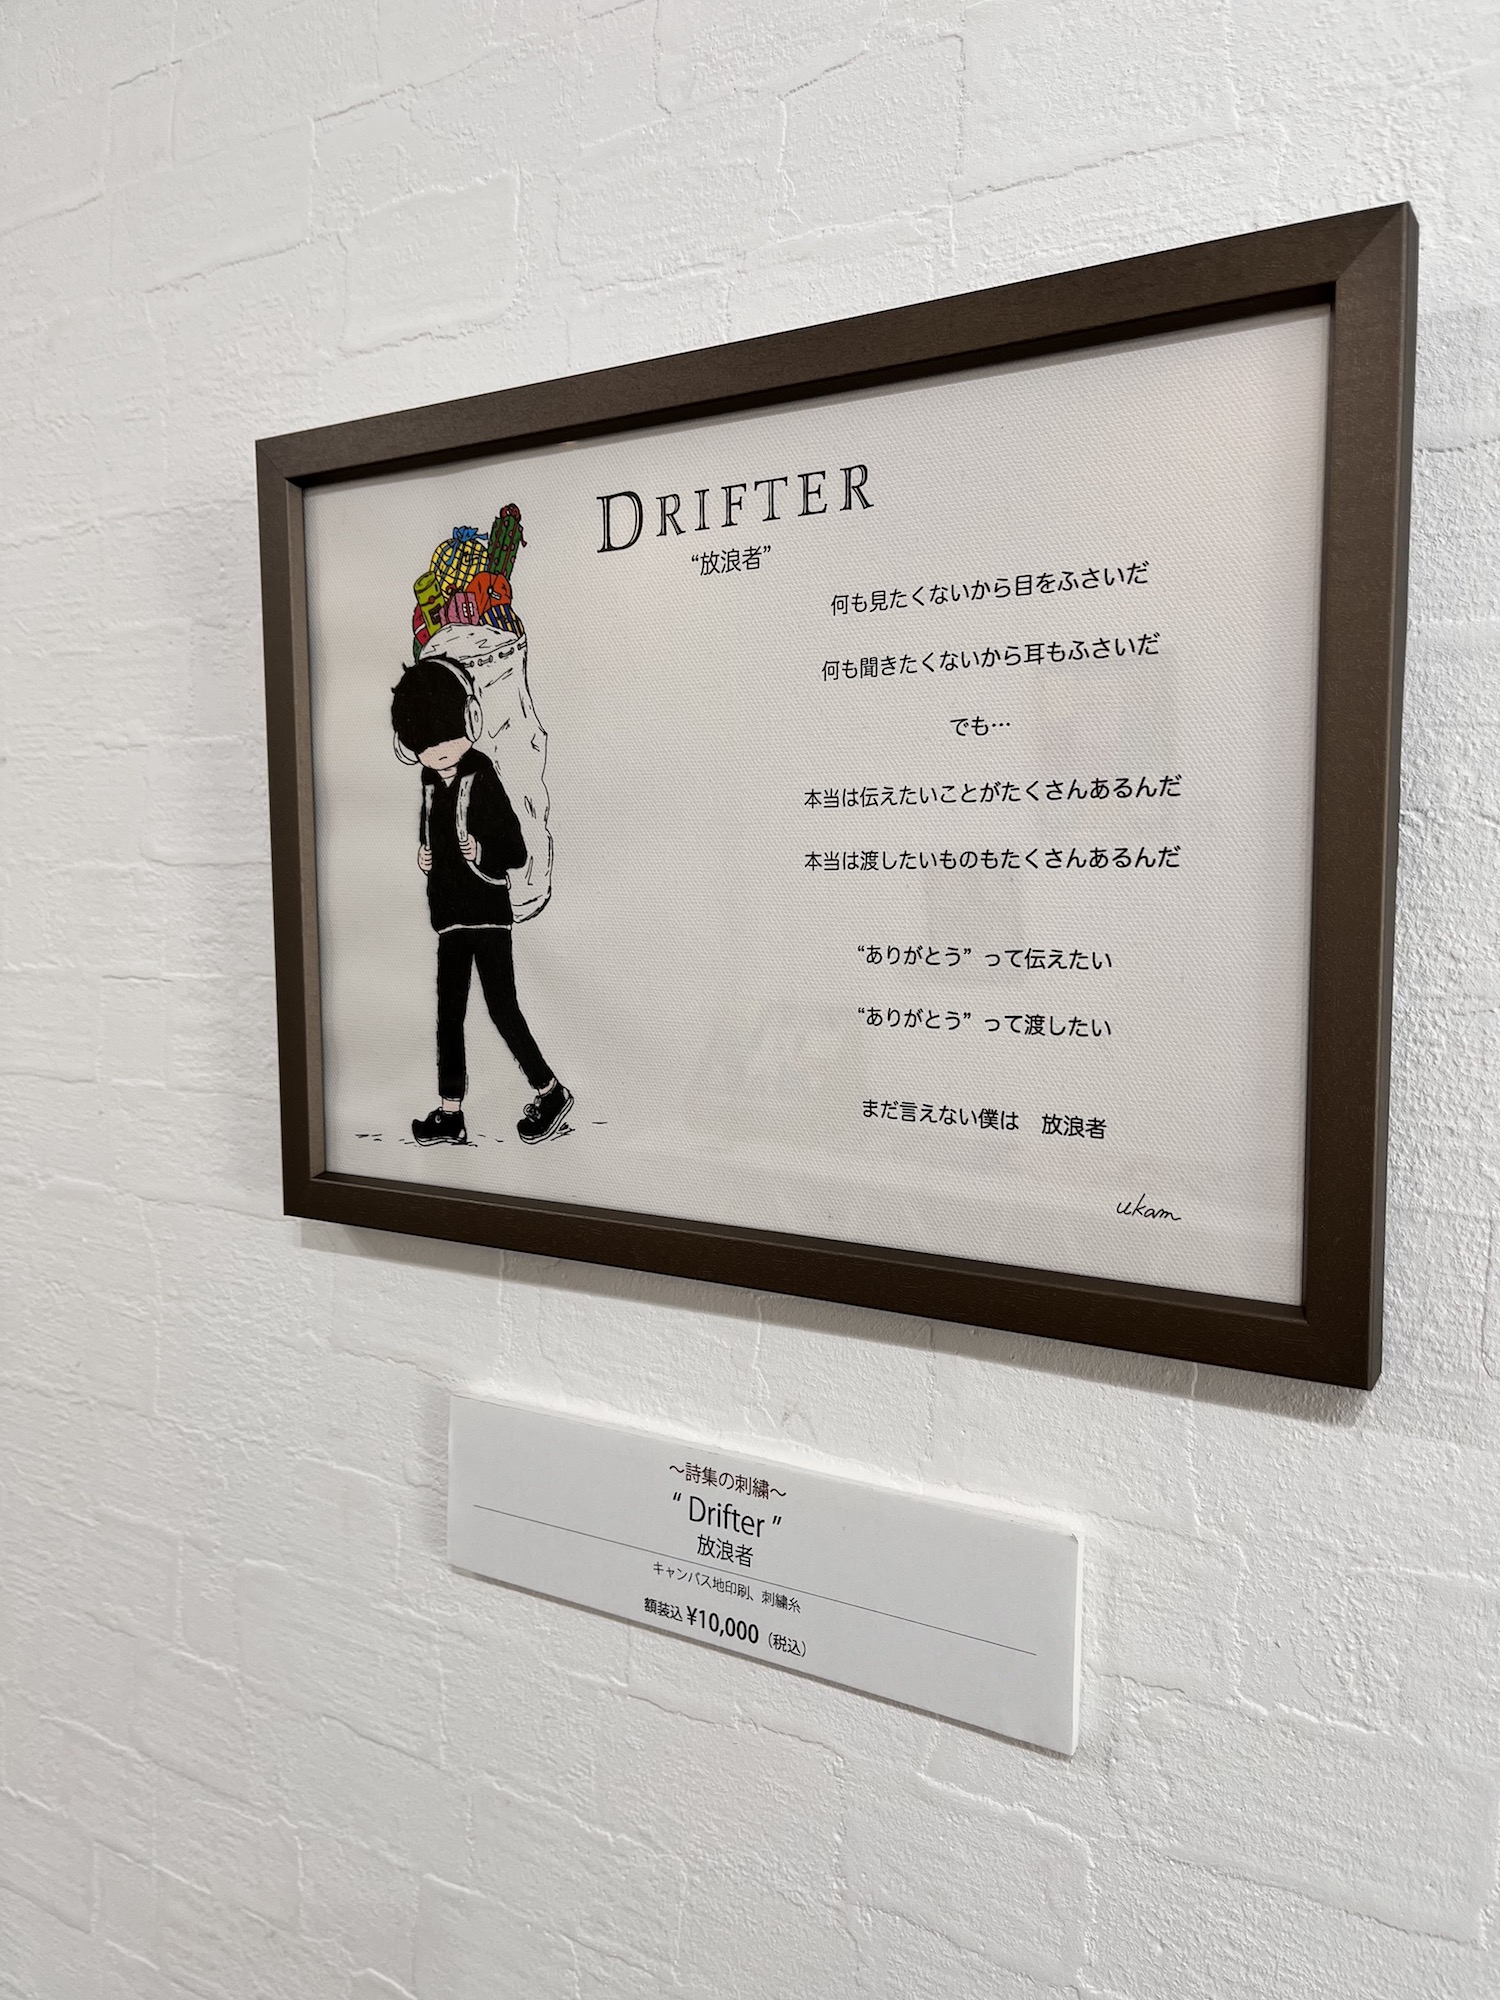 DRIFTER
“放浪者”
何も見たくないから目をふさいだ
何も聞きたくないから耳もふさいだ
でも…
本当は伝えたいことがたくさんあるんだ
本当は渡したいものもたくさんあるんだ
“ありがとう” って伝えたい
“ありがとう” って渡したい
まだ言えない僕は　放浪者
ukam
～詩集の刺繍～
“ Drifter ”
放浪者
キャンバス地印刷、刺繍糸
額装込 ¥10,000（税込）